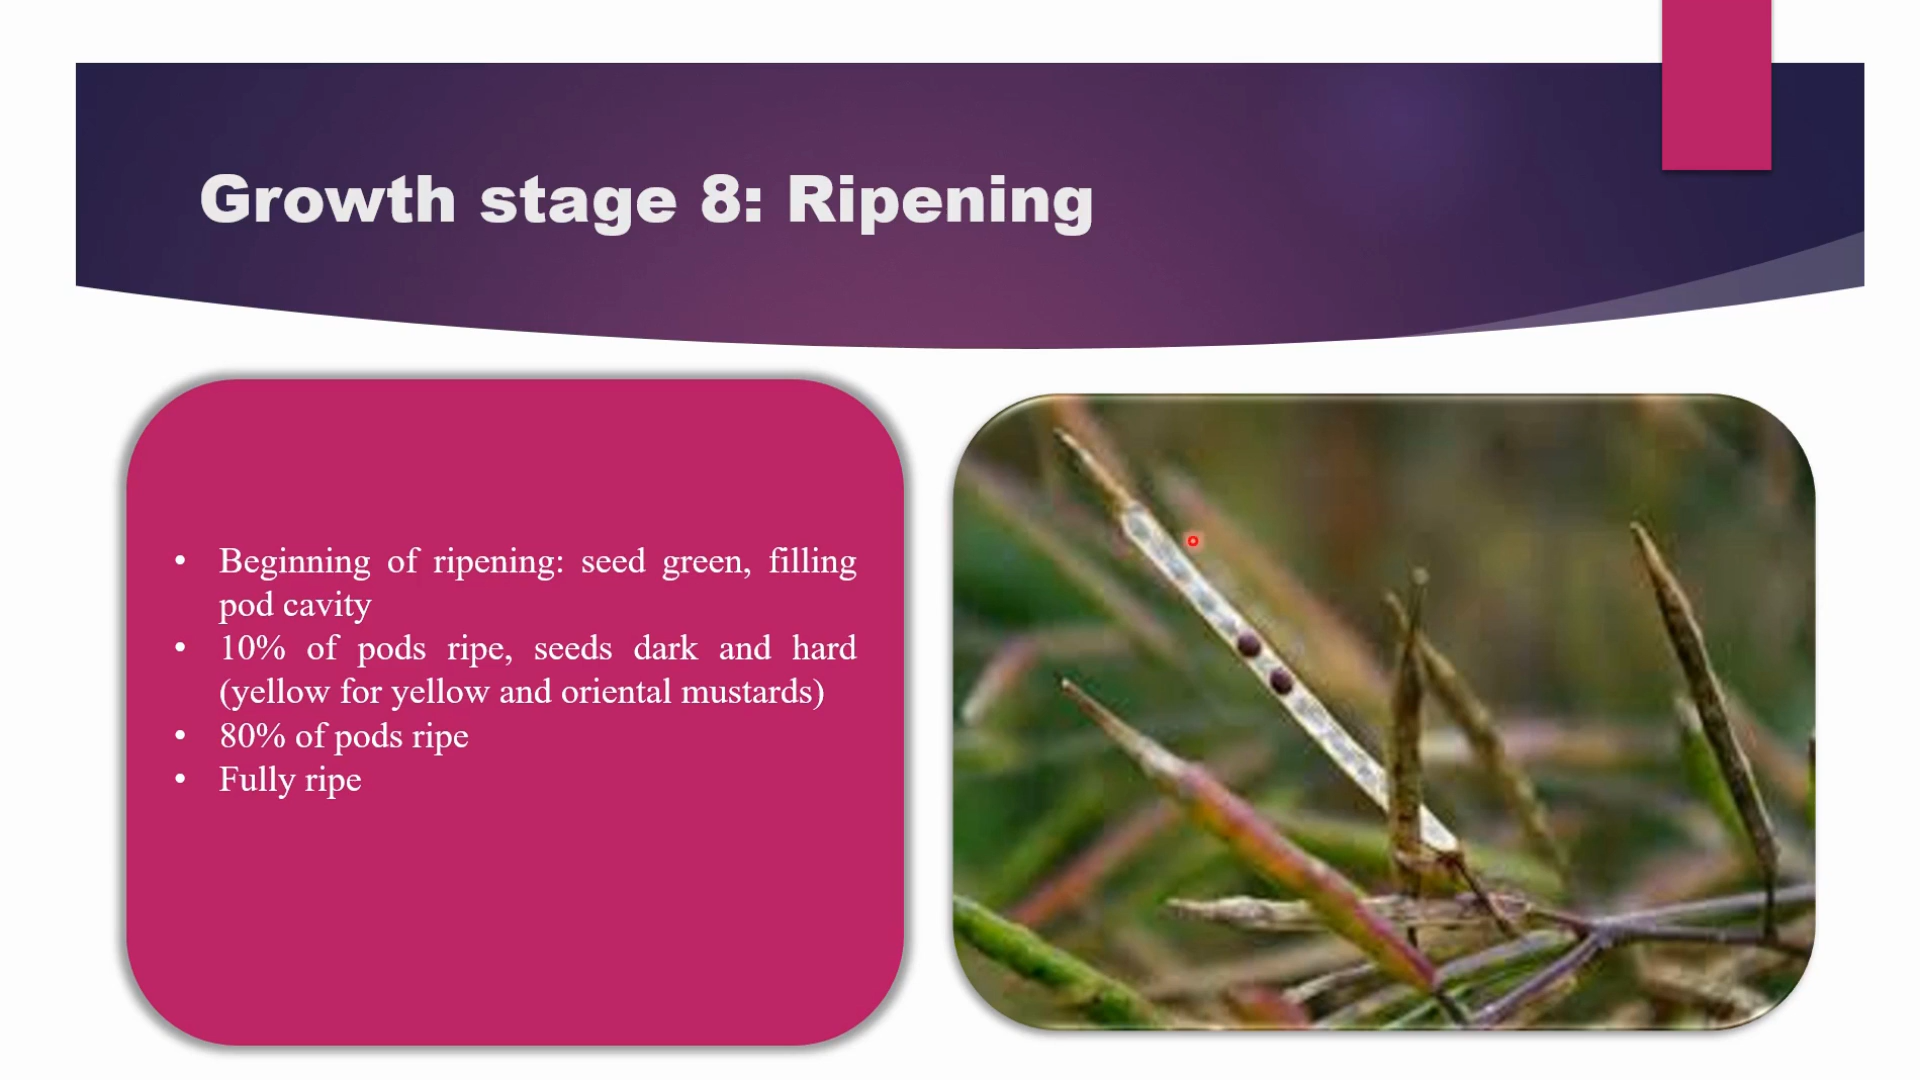 Growth stage 8: Ripening
• Beginning of ripening: seed green, filling
pod cavity
• 10% of pods ripe, seeds dark and hard
(yellow for yellow and oriental mustards)
• 80% of pods ripe
• Fully ripe